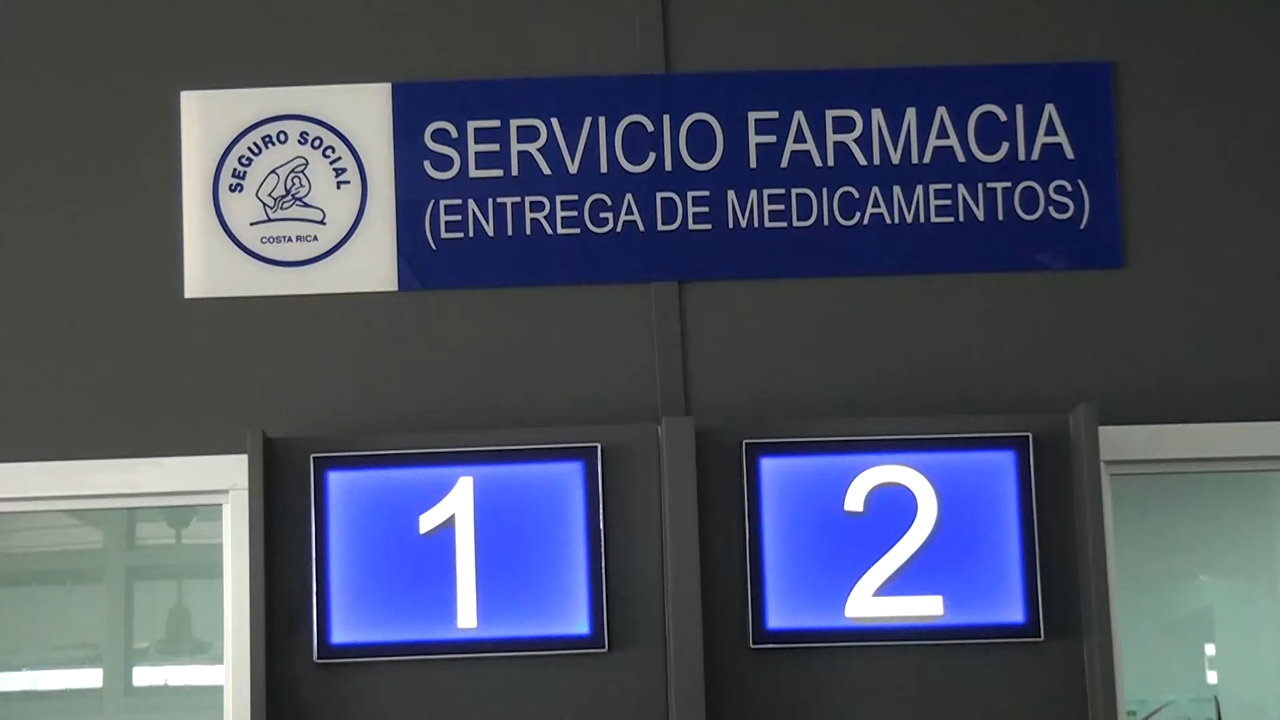 SEGURO SOCIAL
COSTA RICA
SERVICIO FARMACIA
(ENTREGA DE MEDICAMENTOS)
1
2